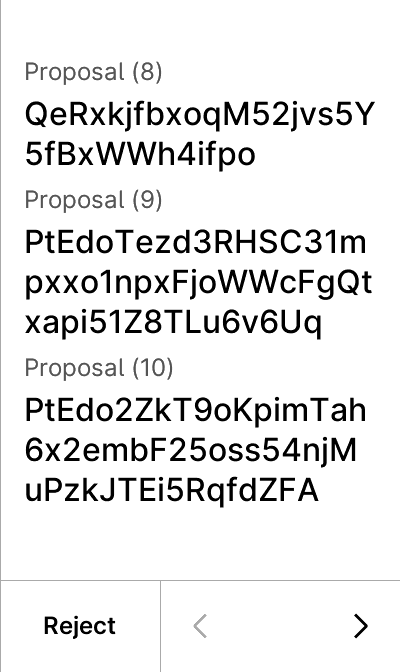 Proposal (8)
QeRxkjfbxoqM52jvs5Y
5fBxWWh4ifpo
Proposal (9)
PtEdoTezd3RHSC31m
pxxo1npxFjoWWcFgQt
xapi51Z8TLu6v6Uq
Proposal (10)
PtEdo2ZkT9oKpimTah
6x2embF25oss54njM
uPzkJTEi5RqfdZFA
Reject